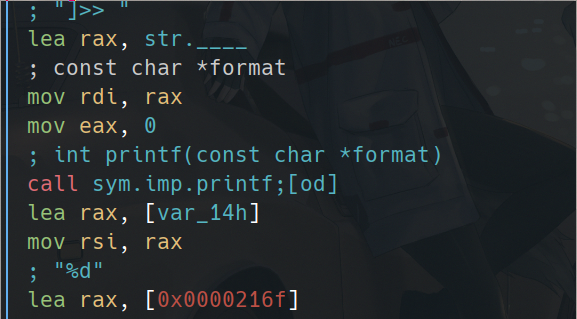 ; "]>> "
lea rax, str.____
; const char *format
mov rdi, rax
mov eax, 0
; int printf(const char *format)
call sym.imp.printf;[od]
lea rax, [var_14h]
mov rsi, rax
; "%d"
lea rax, [0x0000216f]